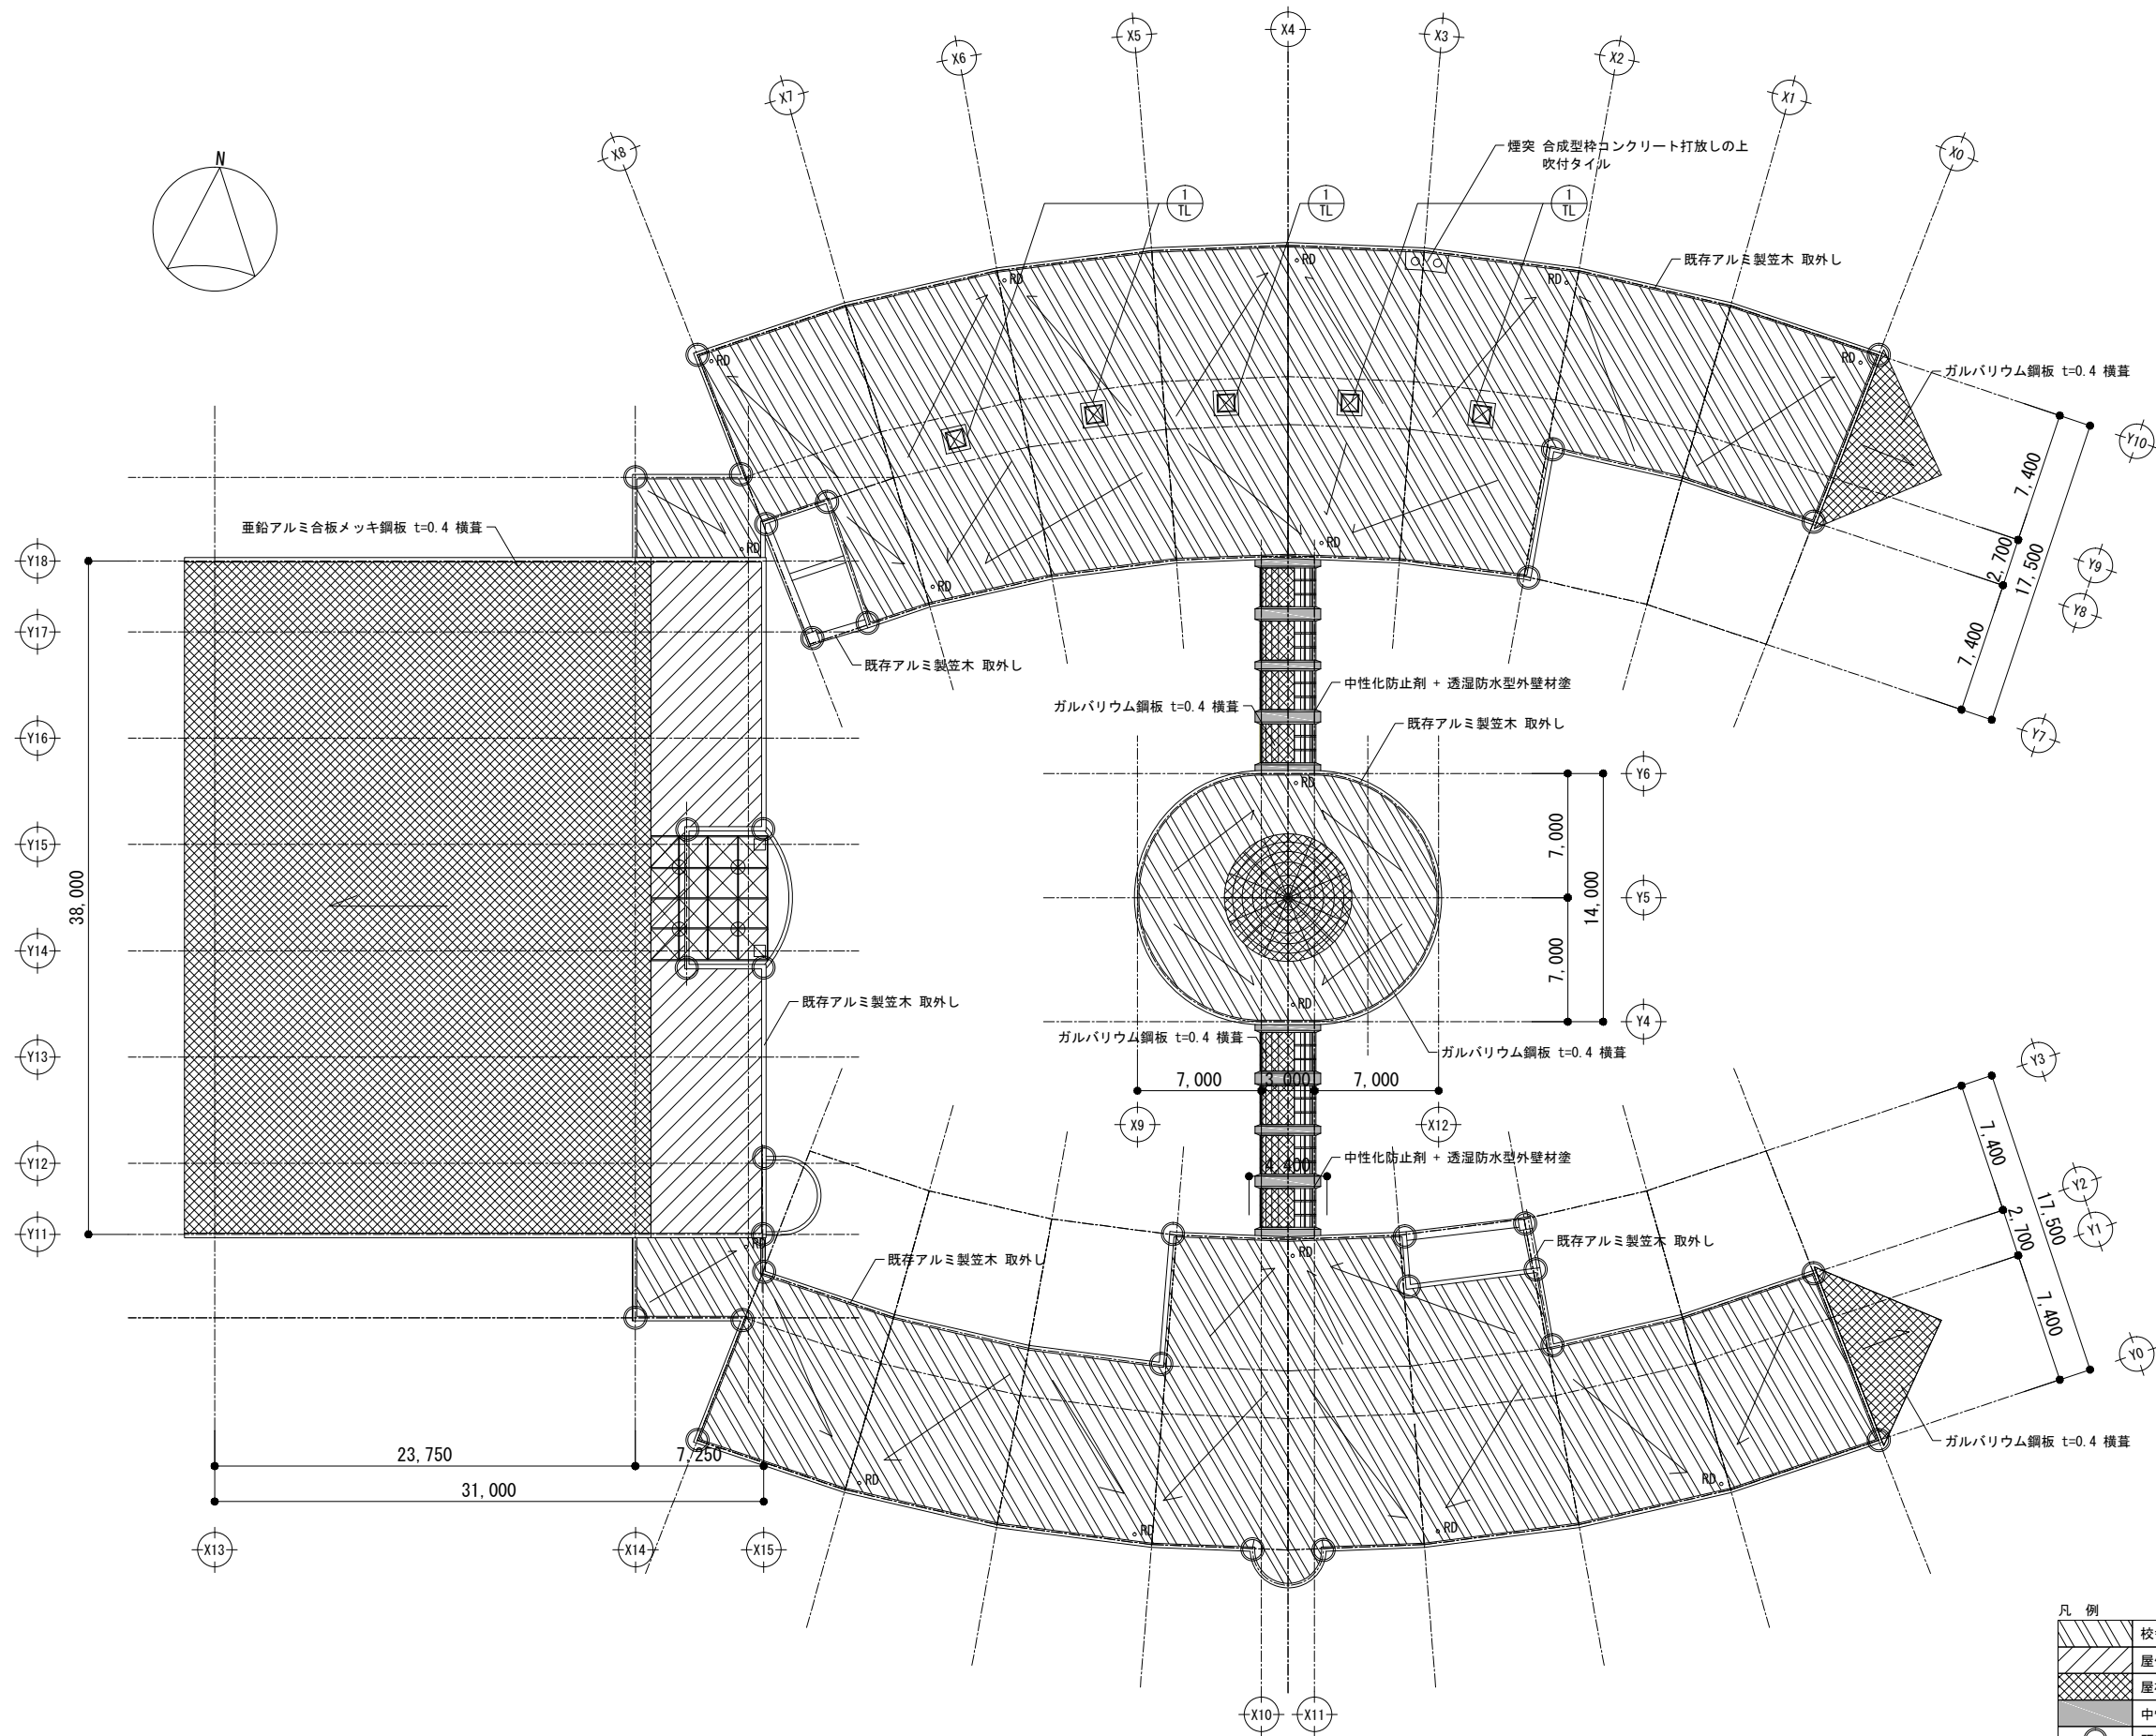 X4
X5
X3
X6
X2
X7
X1
X8
X0
N
煙突 合成型枠コンクリート打放しの上
吹付タイル
1
TL
1
TL
1
TL
既存アルミ製笠木 取外し
RD
RD
RD
RD
RD
ガルバリウム鋼板 t=0.4 横葺
Y10
7,400
2,700
17,500
7,400
Y9
Y8
Y7
亜鉛アルミ合板メッキ鋼板 t=0.4 横葺
RD
RD
RD
Y18
Y17
Y16
Y15
Y14
Y13
Y12
Y11
38,000
既存アルミ製笠木 取外し
中性化防止剤 + 透湿防水型外壁材塗
ガルバリウム鋼板 t=0.4 横葺
既存アルミ製笠木 取外し
RD
Y6
7,000
14,000
Y5
7,000
Y4
RD
既存アルミ製笠木 取外し
ガルバリウム鋼板 t=0.4 横葺
ガルバリウム鋼板 t=0.4 横葺
7,000
3,000
7,000
X9
X12
4,400
中性化防止剤 + 透湿防水型外壁材塗
Y3
7,400
17,500
2,700
Y2
Y1
7,400
Y0
RD
RD
既存アルミ製笠木 取外し
既存アルミ製笠木 取外し
ガルバリウム鋼板 t=0.4 横葺
23,750
7,250
31,000
RD
RD
RD
RD
X13
X14
X15
X10
X11
凡 例
校
屋
屋
中